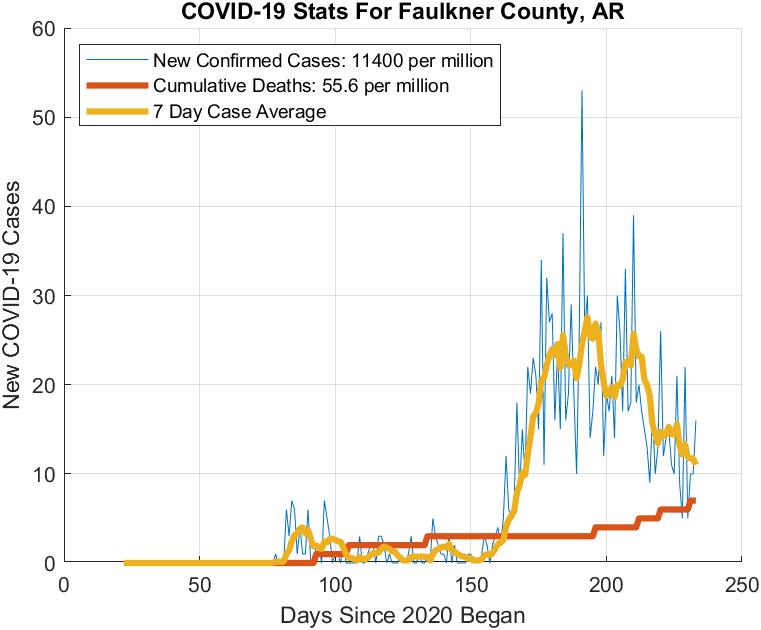 COVID-19 Stats For Faulkner County, AR
60
50
40
30
20
10
0
New COVID-19 Cases
New Confirmed Cases: 11400 per million
Cumulative Deaths: 55.6 per million
7 Day Case Average
0 50 100 150 200 250
Days Since 2020 Began